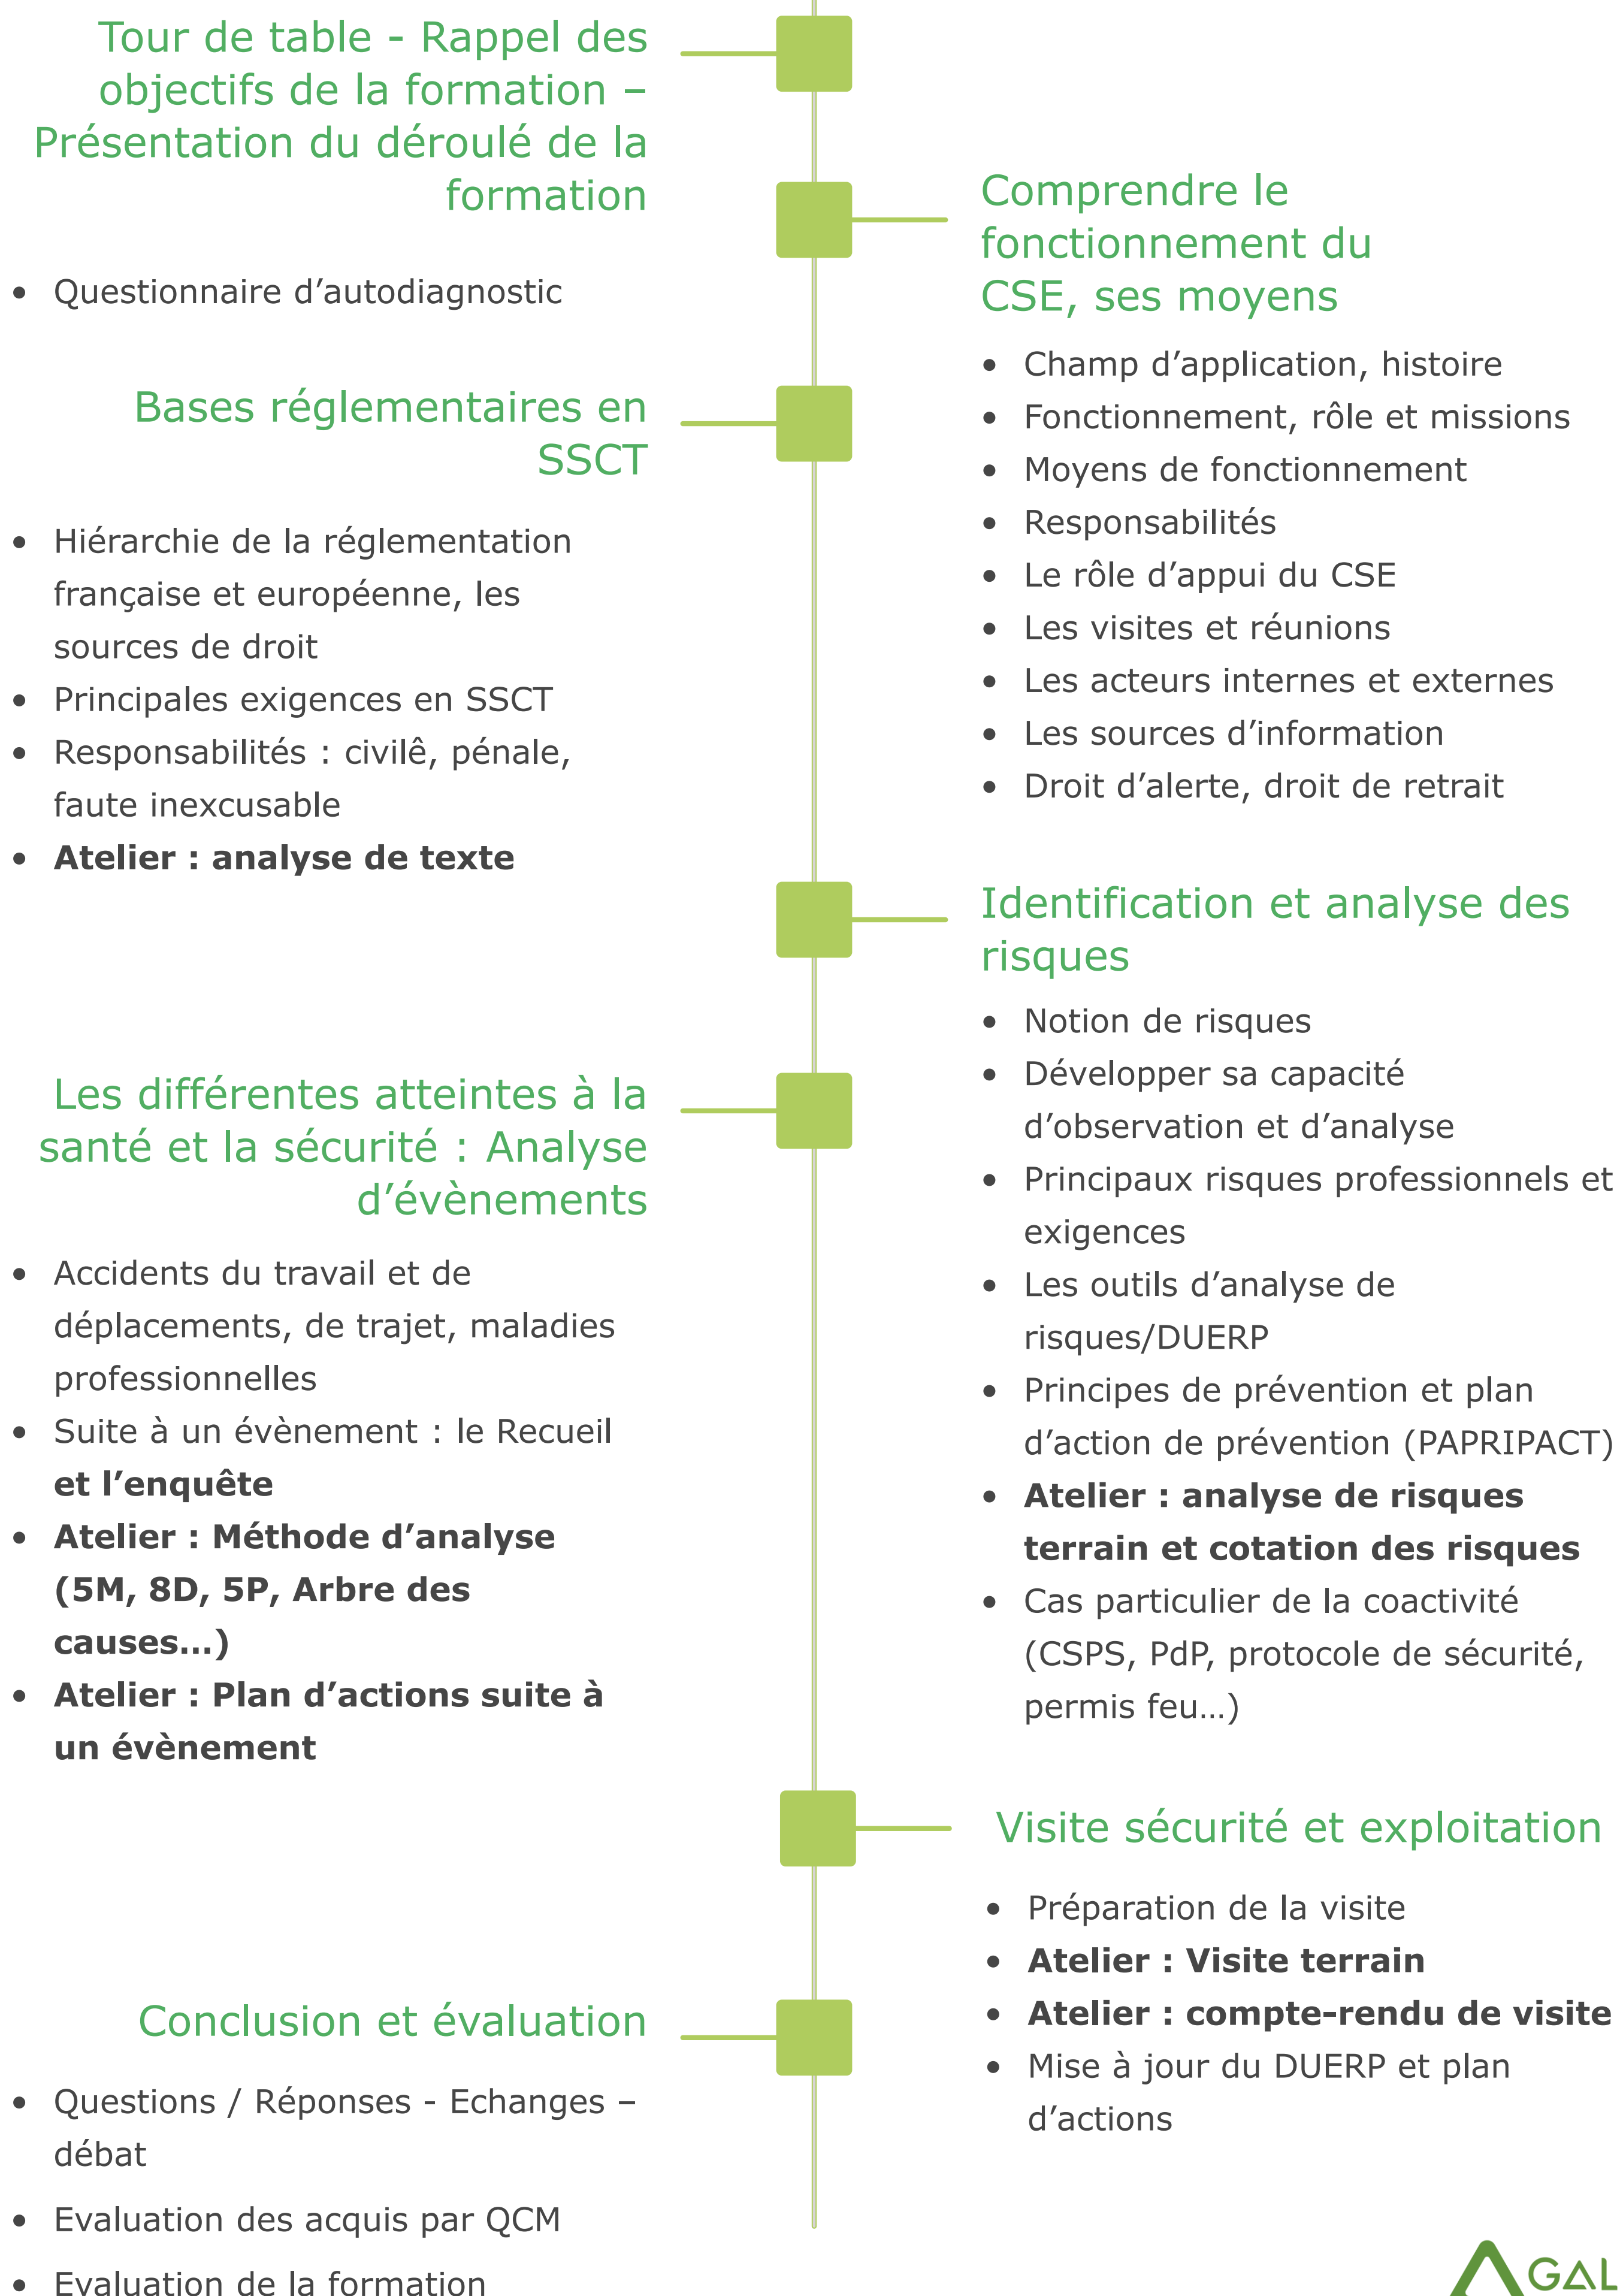 Tour de table - Rappel des
objectifs de la formation –
Présentation du déroulé de la
formation
• Questionnaire d’autodiagnostic
Comprendre le
fonctionnement du
CSE, ses moyens
• Champ d’application, histoire
• Fonctionnement, rôle et missions
• Moyens de fonctionnement
• Responsabilités
• Le rôle d’appui du CSE
• Les visites et réunions
• Les acteurs internes et externes
• Les sources d’information
• Droit d’alerte, droit de retrait
Bases réglementaires en
SSCT
• Hiérarchie de la réglementation
française et européenne, les
sources de droit
• Principales exigences en SSCT
• Responsabilités : civilê, pénale,
faute inexcusable
• Atelier : analyse de texte
Identification et analyse des
risques
• Notion de risques
• Développer sa capacité
d’observation et d’analyse
• Principaux risques professionnels et
exigences
• Les outils d’analyse de
risques/DUERP
• Principes de prévention et plan
d’action de prévention (PAPRIPACT)
• Atelier : analyse de risques
terrain et cotation des risques
• Cas particulier de la coactivité
(CSPS, PdP, protocole de sécurité,
permis feu…)
Les différentes atteintes à la
santé et la sécurité : Analyse
d’évènements
• Accidents du travail et de
déplacements, de trajet, maladies
professionnelles
• Suite à un évènement : le Recueil
et l’enquête
• Atelier : Méthode d’analyse
(5M, 8D, 5P, Arbre des
causes…)
• Atelier : Plan d’actions suite à
un évènement
Visite sécurité et exploitation
• Préparation de la visite
• Atelier : Visite terrain
• Atelier : compte-rendu de visite
• Mise à jour du DUERP et plan
d’actions
Conclusion et évaluation
• Questions / Réponses - Echanges –
débat
• Evaluation des acquis par QCM
• Evaluation de la formation
GAL